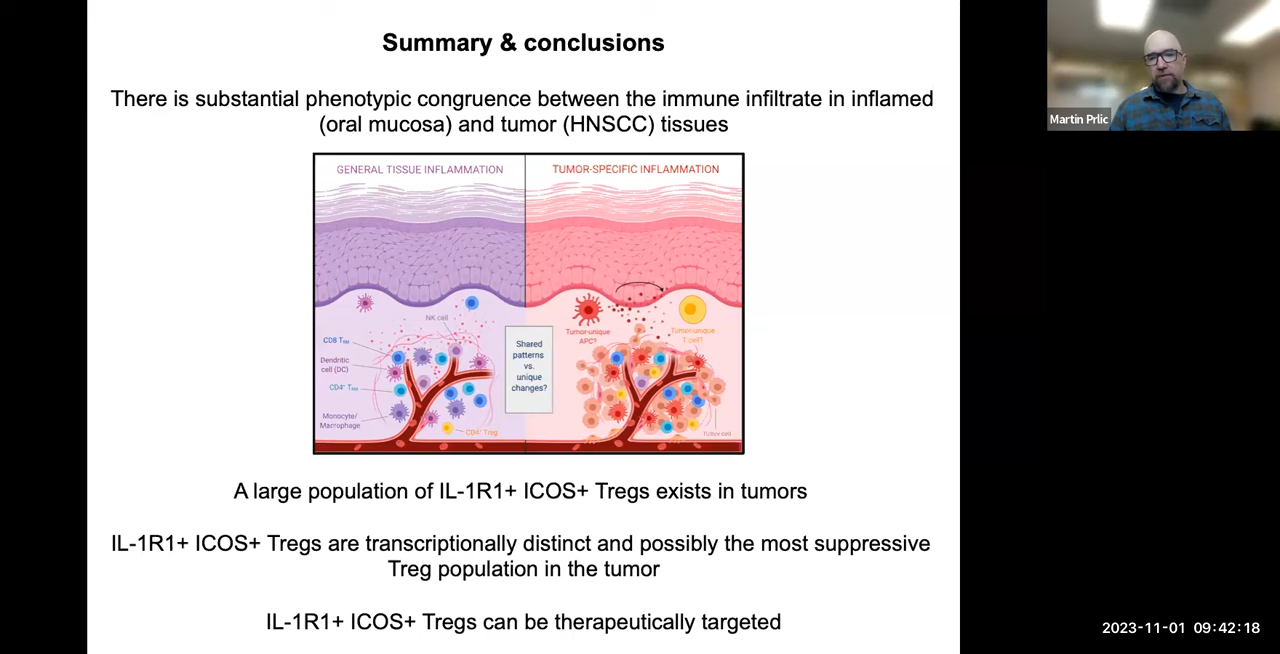 Summary & conclusions
There is substantial phenotypic congruence between the immune infiltrate in inflamed
(oral mucosa) and tumor (HNSCC) tissues
GENERAL TISSUE INFLAMMATION
TUMOR-SPECIFIC INFLAMMATION
NK cell
CD8 TRM
Dendritic
cell (DC)
CD4+ TRM
Monocyte/
Macrophage
CD4+ Treg
Shared
patterns
vs.
unique
changes?
Tumor-unique
APC?
Tumor-unique
T cell?
Tumor cell
A large population of IL-1R1+ ICOS+ Tregs exists in tumors
IL-1R1+ ICOS+ Tregs are transcriptionally distinct and possibly the most suppressive
Treg population in the tumor
IL-1R1+ ICOS+ Tregs can be therapeutically targeted
Martin Prlic
2023-11-01 09:42:18